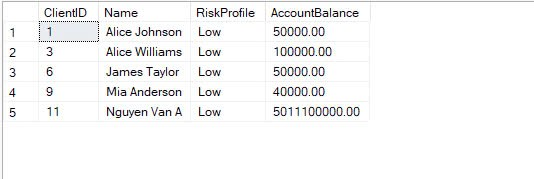 ClientID Name RiskProfile AccountBalance
1 1 Alice Johnson Low 50000.00
2 3 Alice Williams Low 100000.00
3 6 James Taylor Low 50000.00
4 9 Mia Anderson Low 40000.00
5 11 Nguyen Van A Low 5011100000.00